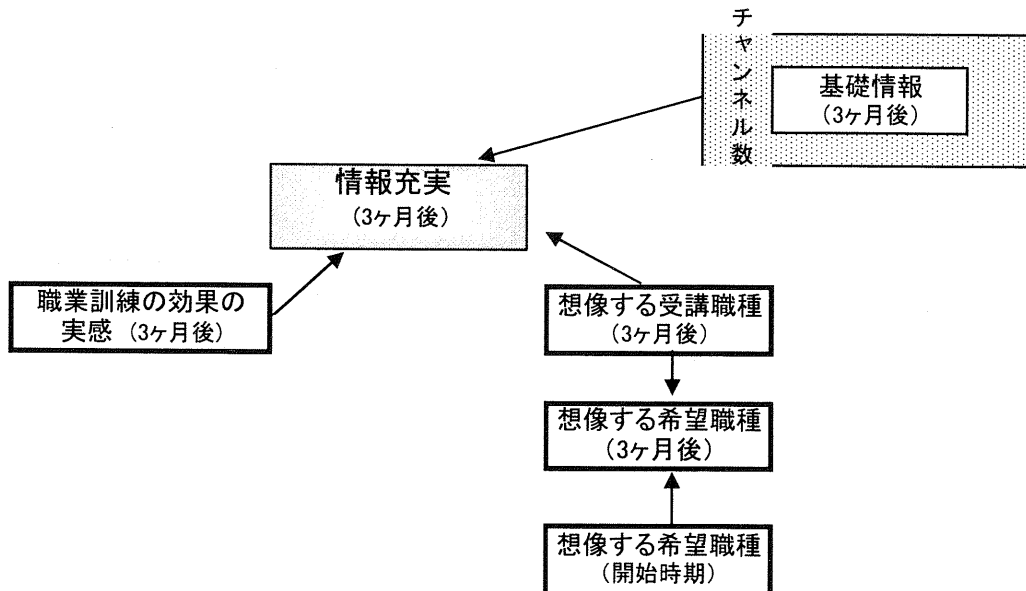 チャンネル数
基礎情報
(3ヶ月後)
情報充実
(3ヶ月後)
職業訓練の効果の
実感 (3ヶ月後)
想像する受講職種
(3ヶ月後)
想像する希望職種
(3ヶ月後)
想像する希望職種
(開始時期)